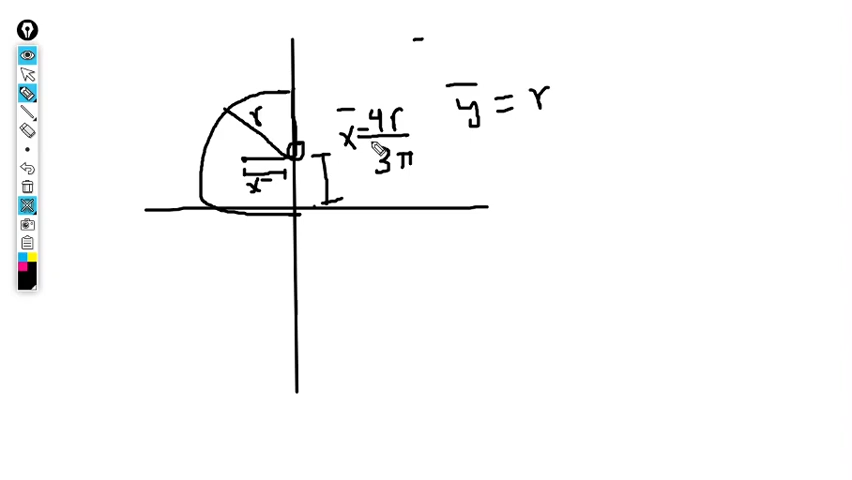 r
x̄
x̄ = 4r / 3π
ȳ = r